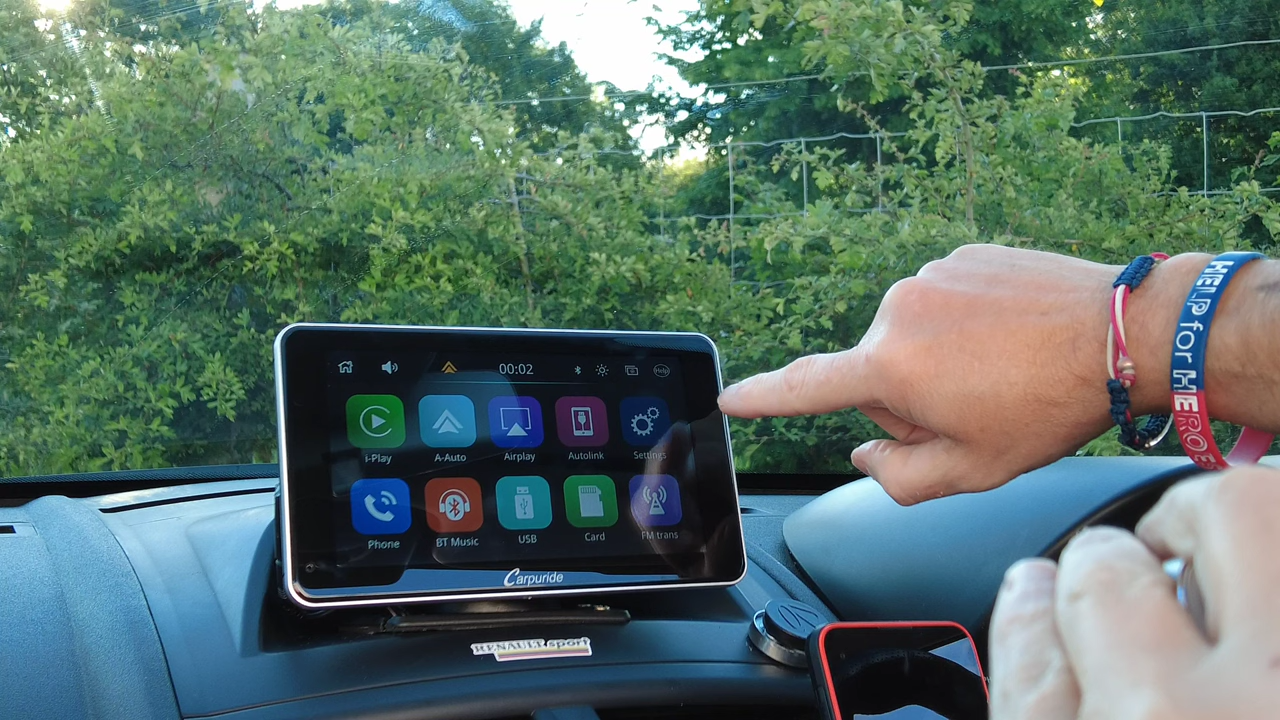 00:02
Help
i-Play
A-Auto
Airplay
Autolink
Settings
Phone
BT Music
USB
Card
FM trans
Carpuride
RENAULT sport
HELP for HEROES